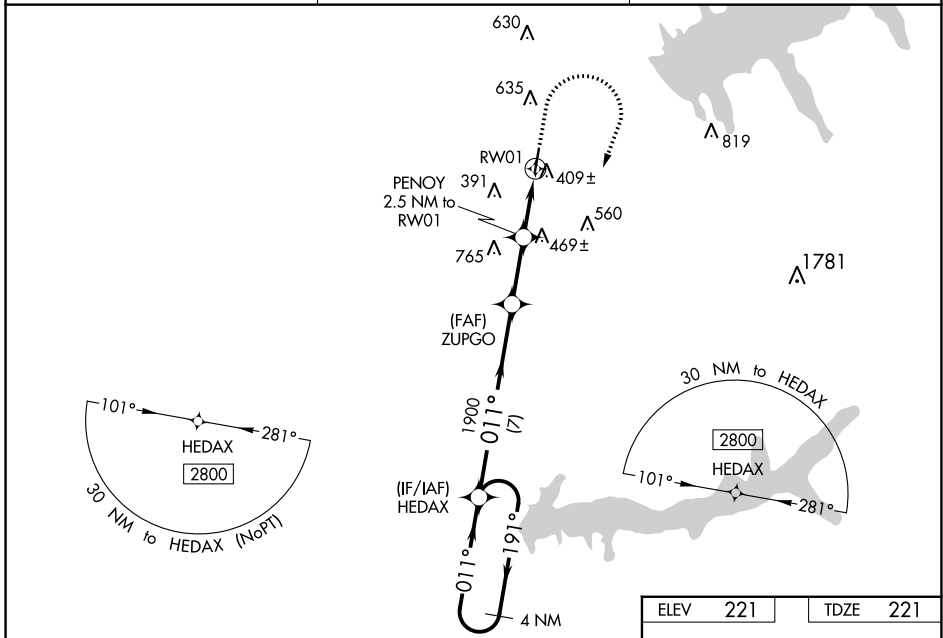 630
635
819
RW01
409±
PENOY
2.5 NM to
RW01
391
560
469±
765
1781
(FAF)
ZUPGO
30 NM to HEDAX
101°
281°
HEDAX
2800
30 NM to HEDAX (NoPT)
1900
011°
(7)
2800
HEDAX
101°
281°
(IF/IAF)
HEDAX
011°
191°
4 NM
ELEV 221
TDZE 221